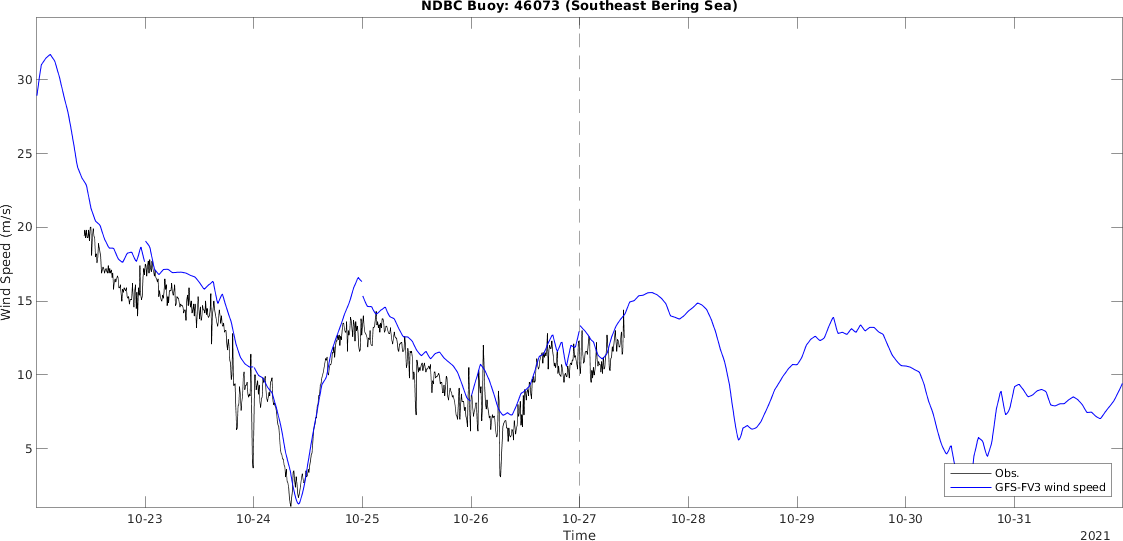 NDBC Buoy: 46073 (Southeast Bering Sea)
Wind Speed (m/s)
30
25
20
15
10
5
Obs.
GFS-FV3 wind speed
10-23 10-24 10-25 10-26 10-27 10-28 10-29 10-30 10-31
Time
2021